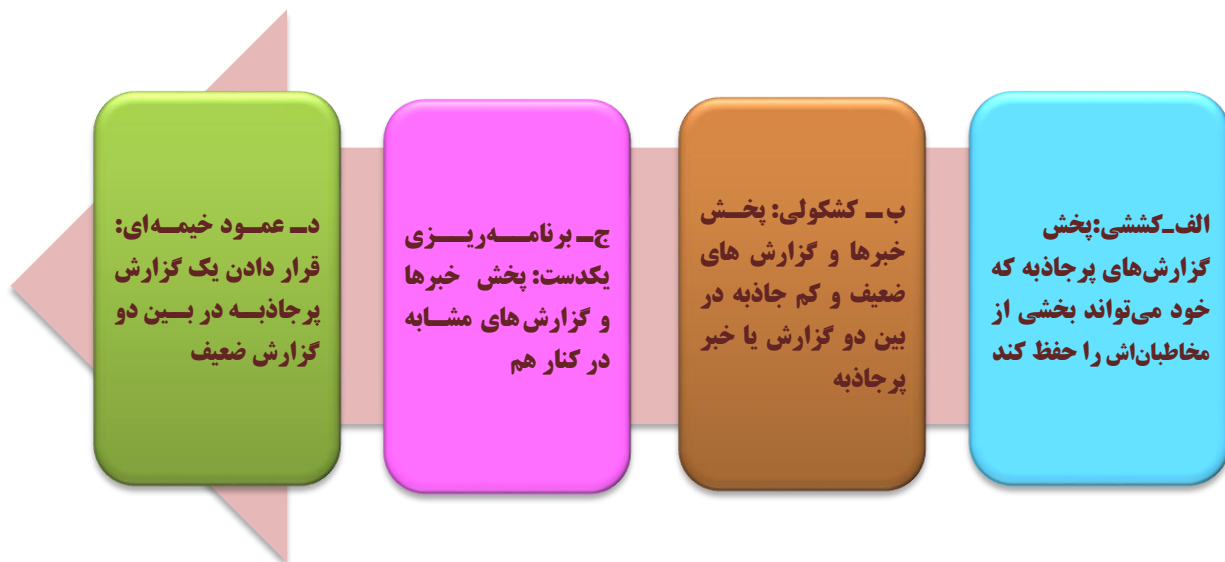 الف_کششی:پخش
گزارش‌های پرجاذبه که
خود می‌تواند بخشی از
مخاطبان‌اش را حفظ کند
ب_ کشکولی: پخش
خبرها و گزارش های
ضعیف و کم جاذبه در
بین دو گزارش یا خبر
پرجاذبه
ج_ برنامه‌ریزی
یکدست: پخش خبرها
و گزارش‌های مشابه
در کنار هم
د_ عمود خیمه‌ای:
قرار دادن یک گزارش
پرجاذبه در بین دو
گزارش ضعیف